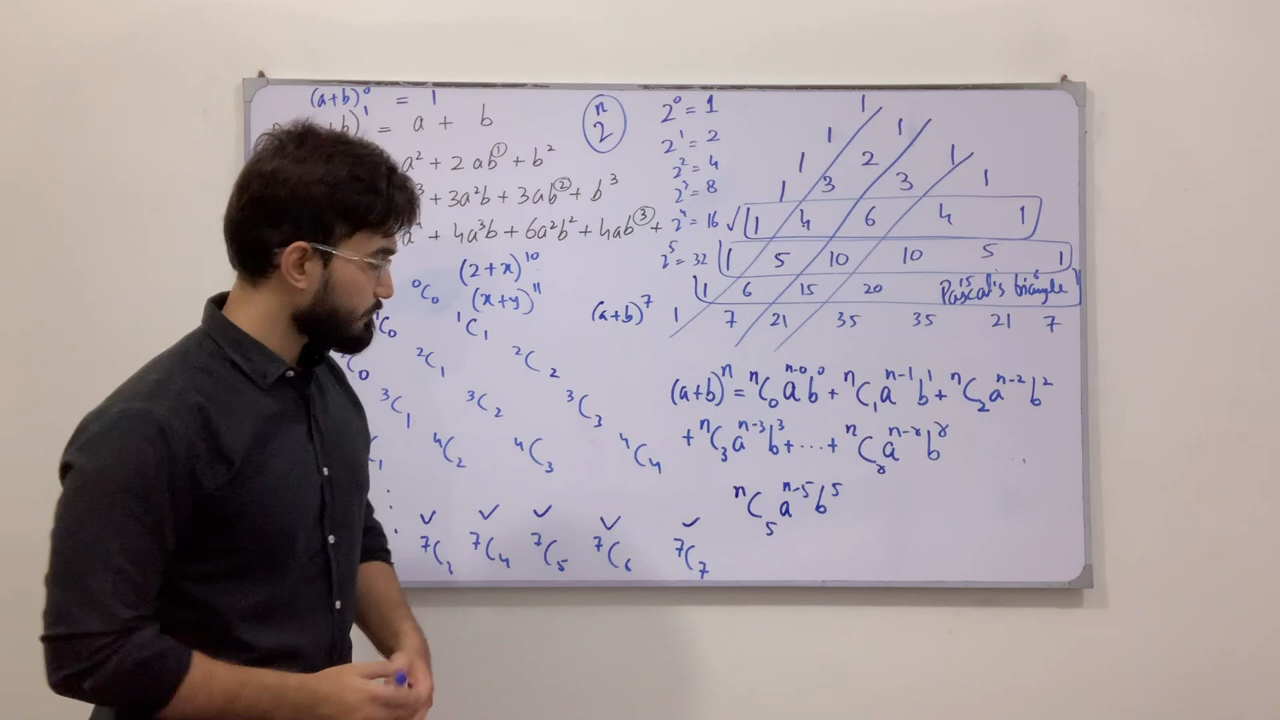 (a+b)⁰ = 1
b)¹ = a + b
a² + 2ab① + b²
³ + 3a²b + 3ab② + b³
a⁴ + 4a³b + 6a²b² + 4ab③ +
2ⁿ
2⁰ = 1
2¹ = 2
2² = 4
2³ = 8
2⁴ = 16 ✓
2⁵ = 32
1
1 1
1 2 1
1 3 3 1
1 4 6 4 1
1 5 10 10 5 1
1 6 15 20 15 6 1
Pascal's triangle
(a+b)⁷ 1 7 21 35 35 21 7
(2+x)¹⁰
(x+y)¹¹
⁰C₀
¹C₀ ¹C₁
C₀ ²C₁ ²C₂
³C₁ ³C₂ ³C₃
C₁ ⁴C₂ ⁴C₃ ⁴C₄
✓ ✓ ✓ ✓ ✓
⁷C₃ ⁷C₄ ⁷C₅ ⁷C₆ ⁷C₇
(a+b)ⁿ = ⁿC₀aⁿ⁻⁰b⁰ + ⁿC₁aⁿ⁻¹b¹ + ⁿC₂aⁿ⁻²b²
+ ⁿC₃aⁿ⁻³b³ + ... + ⁿCᵣaⁿ⁻ʳbʳ
ⁿC₅aⁿ⁻⁵b⁵